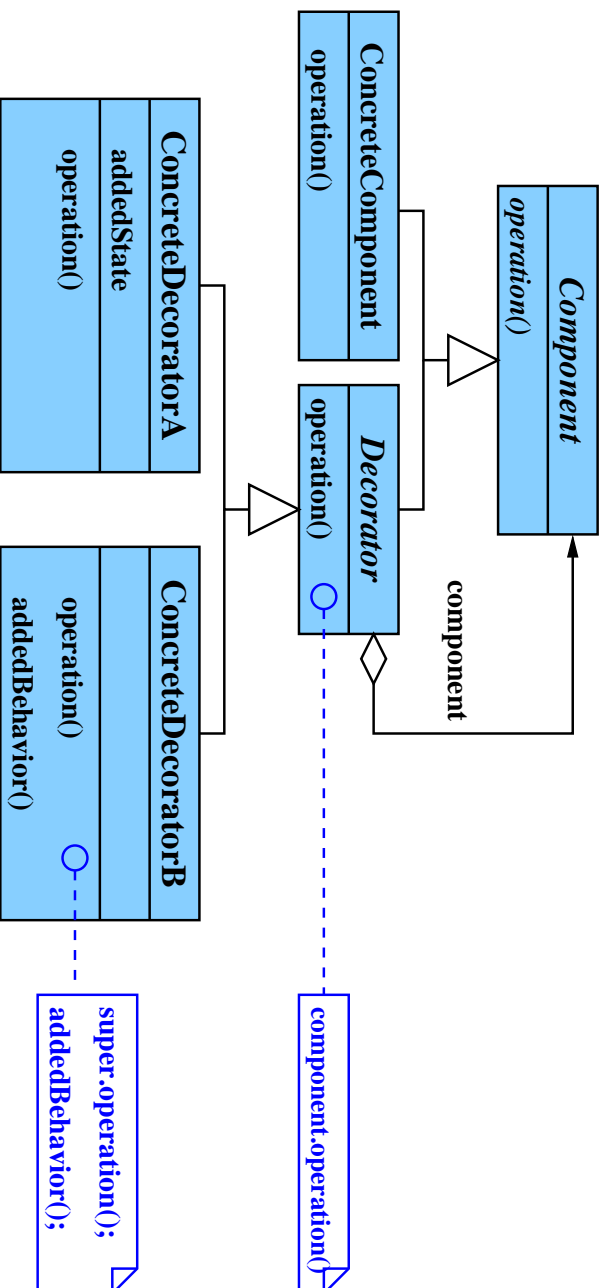 Component
operation()
component
ConcreteComponent
operation()
Decorator
operation()
component.operation()
ConcreteDecoratorA
addedState
operation()
ConcreteDecoratorB
operation()
addedBehavior()
super.operation();
addedBehavior();